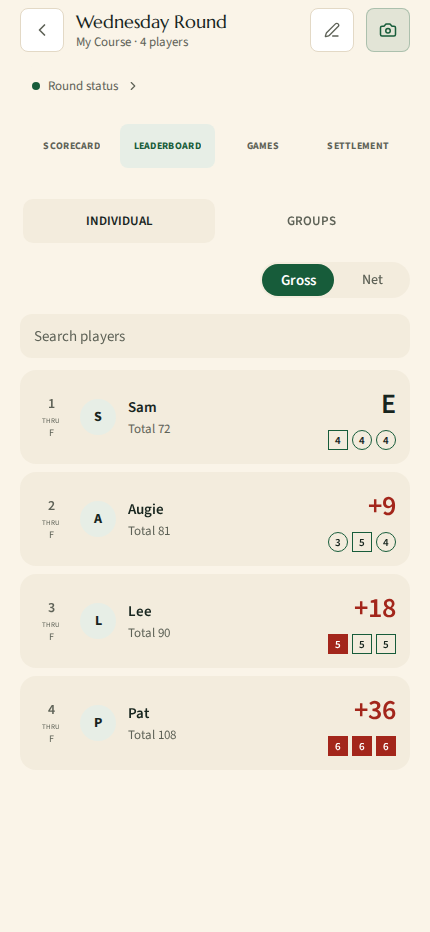 Wednesday Round
My Course · 4 players
Round status
SCORECARD LEADERBOARD GAMES SETTLEMENT
INDIVIDUAL GROUPS
Gross Net
Search players
1
THRU
F
S
Sam
Total 72
E
4 4 4
2
THRU
F
A
Augie
Total 81
+9
3 5 4
3
THRU
F
L
Lee
Total 90
+18
5 5 5
4
THRU
F
P
Pat
Total 108
+36
6 6 6